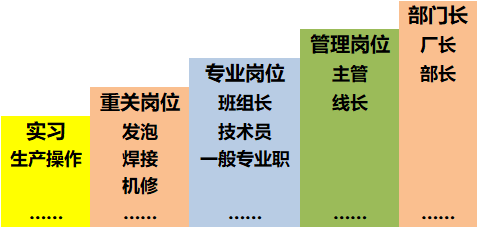 实习
生产操作
……
重关岗位
发泡
焊接
机修
……
专业岗位
班组长
技术员
一般专业职
……
管理岗位
主管
线长
……
部门长
厂长
部长
……